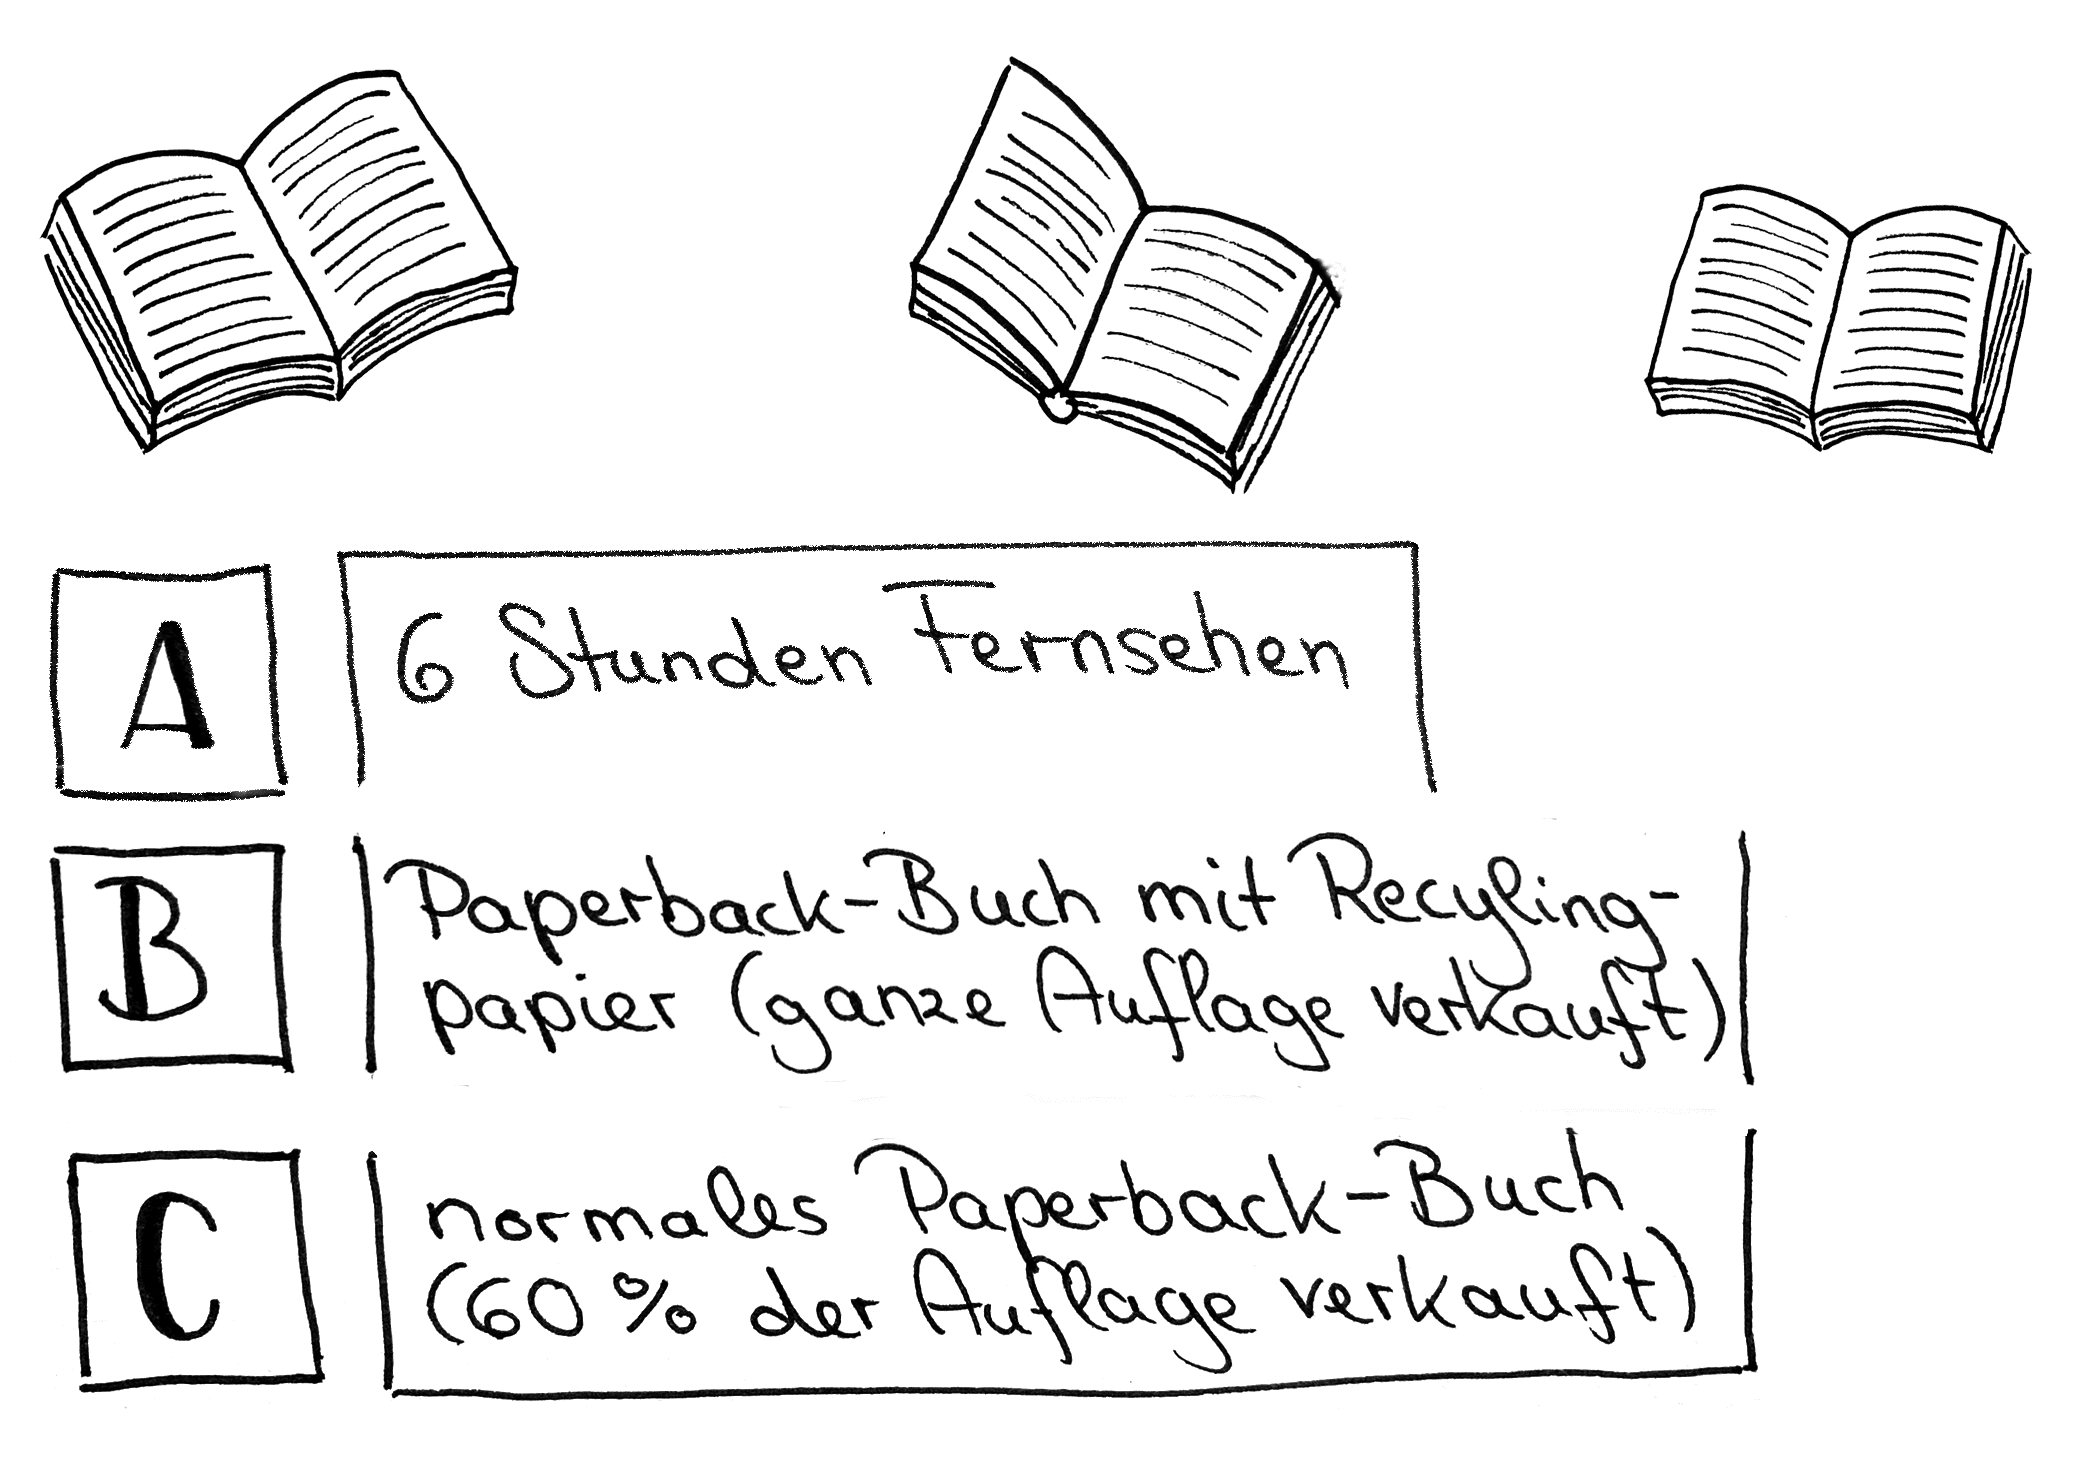 A
6 Stunden Fernsehen
B
Paperback-Buch mit Recyling-
papier (ganze Auflage verkauft)
C
normales Paperback-Buch
(60% der Auflage verkauft)